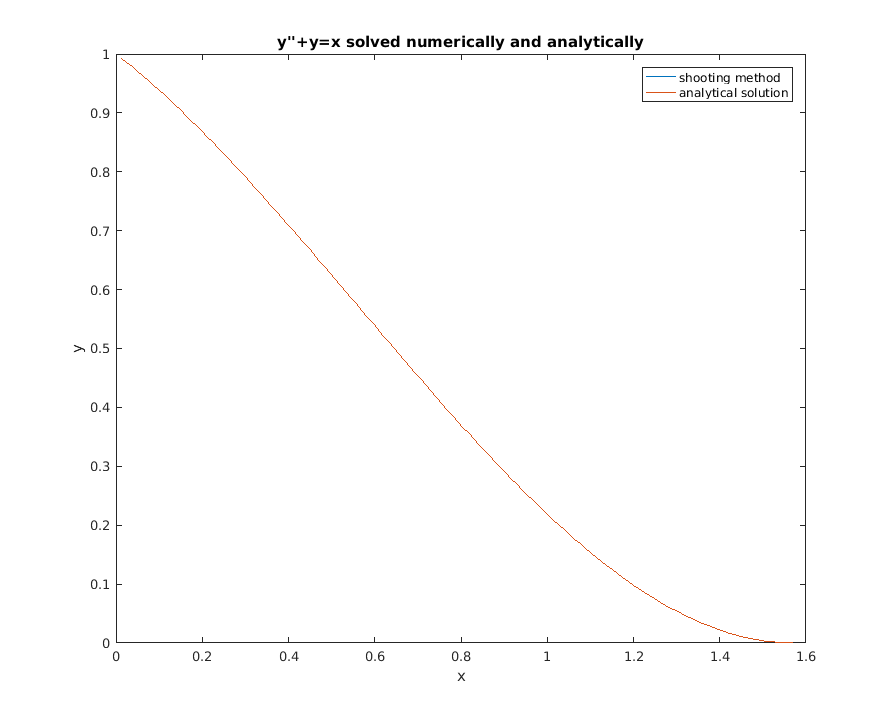 y"+y=x solved numerically and analytically
shooting method
analytical solution
1
0.9
0.8
0.7
0.6
0.5
0.4
0.3
0.2
0.1
0
y
0 0.2 0.4 0.6 0.8 1 1.2 1.4 1.6
x